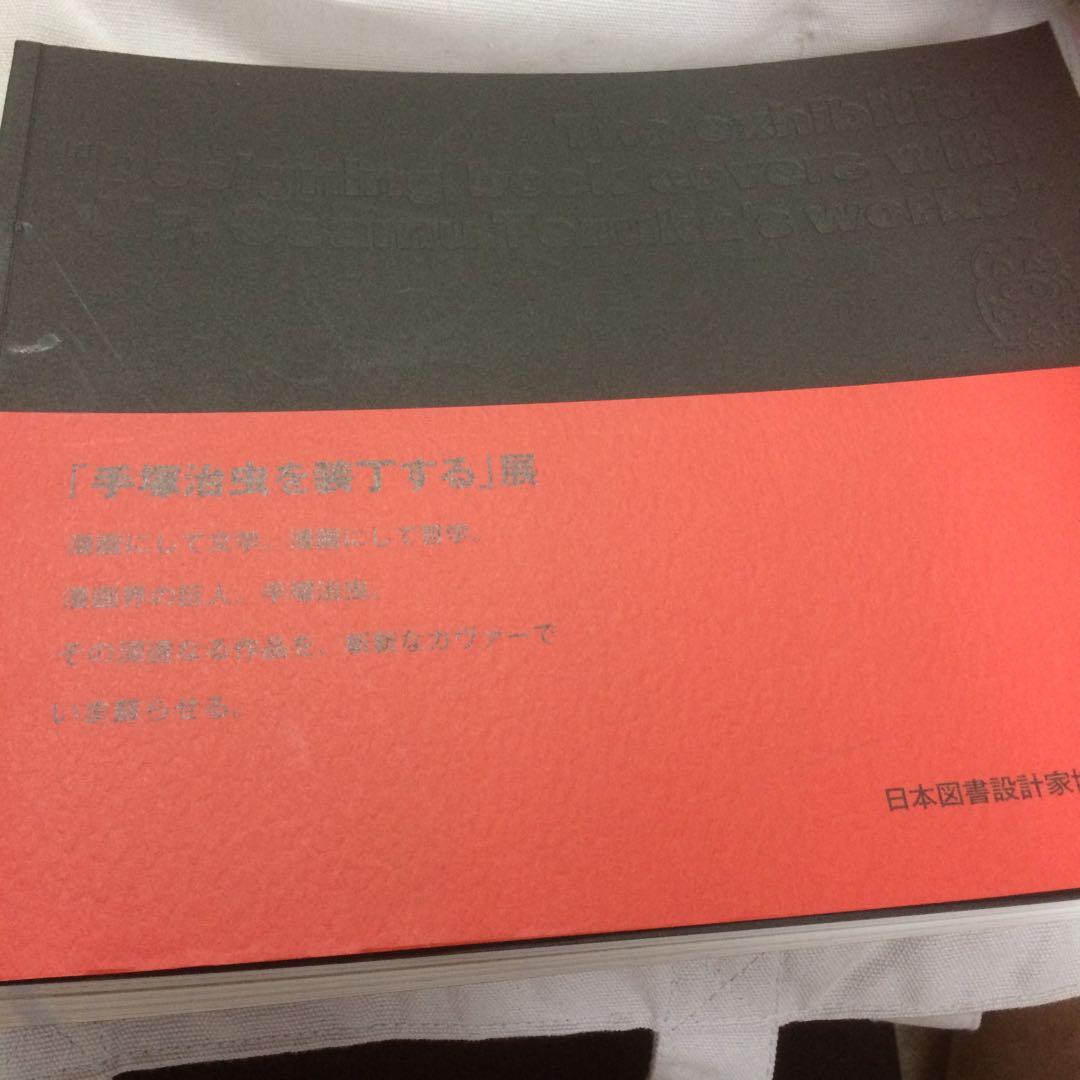 The exhibition
"Designing book covers with
Osamu Tezuka's works"
「手塚治虫を装丁する」展
漫画にして文学。漫画にして哲学。
漫画界の巨人、手塚治虫。
その深遠なる作品を、斬新なカヴァーで
いま蘇らせる。
日本図書設計家協